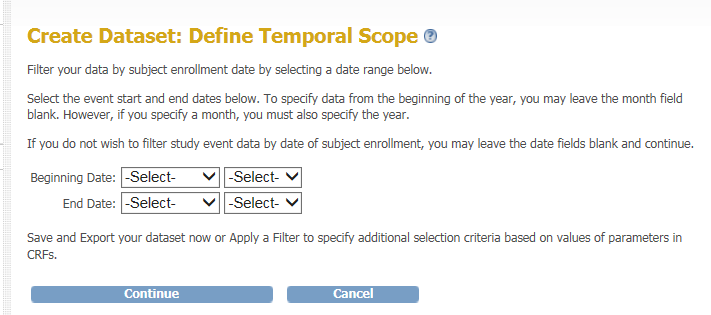 Create Dataset: Define Temporal Scope ?
Filter your data by subject enrollment date by selecting a date range below.
Select the event start and end dates below. To specify data from the beginning of the year, you may leave the month field
blank. However, if you specify a month, you must also specify the year.
If you do not wish to filter study event data by date of subject enrollment, you may leave the date fields blank and continue.
Beginning Date: -Select- -Select-
End Date: -Select- -Select-
Save and Export your dataset now or Apply a Filter to specify additional selection criteria based on values of parameters in
CRFs.
Continue Cancel